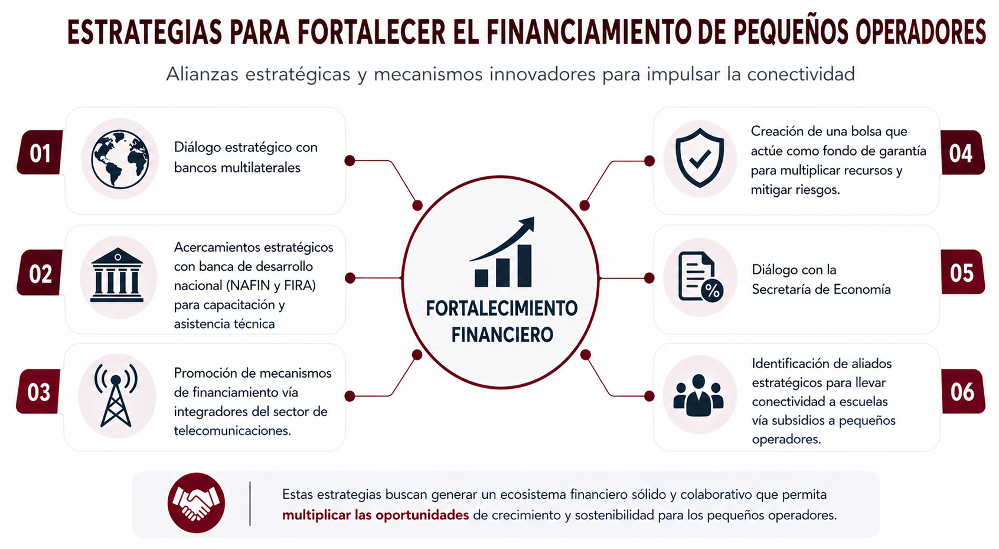 ESTRATEGIAS PARA FORTALECER EL FINANCIAMIENTO DE PEQUEÑOS OPERADORES
Alianzas estratégicas y mecanismos innovadores para impulsar la conectividad
01
Diálogo estratégico con
bancos multilaterales
02
Acercamientos estratégicos
con banca de desarrollo
nacional (NAFIN y FIRA)
para capacitación y
asistencia técnica
03
Promoción de mecanismos
de financiamiento vía
integradores del sector de
telecomunicaciones.
FORTALECIMIENTO
FINANCIERO
Creación de una bolsa que
actúe como fondo de garantía
para multiplicar recursos y
mitigar riesgos.
04
%
Diálogo con la
Secretaría de Economía
05
Identificación de aliados
estratégicos para llevar
conectividad a escuelas
vía subsidios a pequeños
operadores.
06
Estas estrategias buscan generar un ecosistema financiero sólido y colaborativo que permita
multiplicar las oportunidades de crecimiento y sostenibilidad para los pequeños operadores.